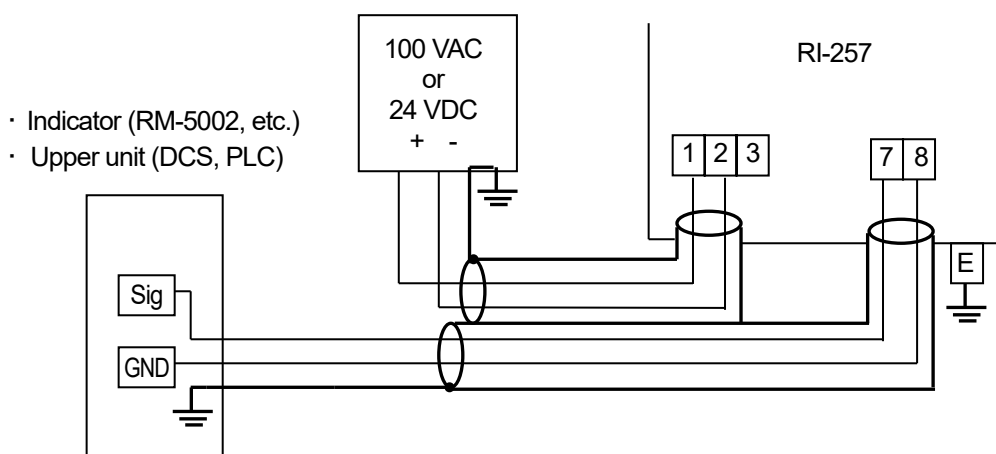 100 VAC
or
24 VDC
+ -
RI-257
· Indicator (RM-5002, etc.)
· Upper unit (DCS, PLC)
1 2 3
7 8
E
Sig
GND